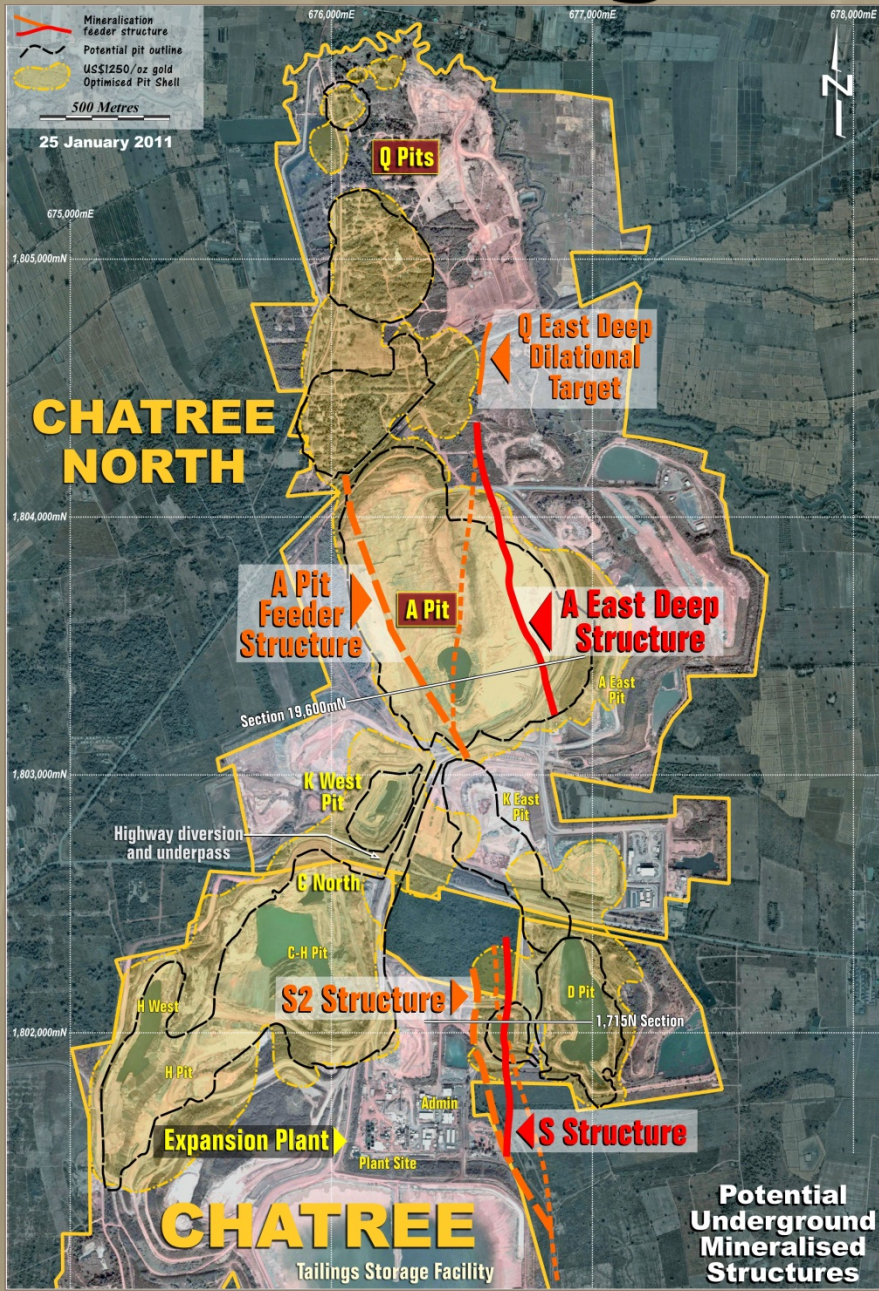 Mineralisation
feeder structure
Potential pit outline
US$1250/oz gold
Optimised Pit Shell
500 Metres
25 January 2011
676,000mE
677,000mE
678,000mE
N
Q Pits
675,000mE
1,805,000mN
Q East Deep
Dilational
Target
CHATREE
NORTH
1,804,000mN
A Pit
Feeder
Structure
A Pit
A East Deep
Structure
A East
Pit
Section 19,600mN
1,803,000mN
K West
Pit
K East
Pit
Highway diversion
and underpass
C North
C-H Pit
S2 Structure
D Pit
H West
1,715N Section
1,802,000mN
H Pit
Admin
Expansion Plant
S Structure
Plant Site
CHATREE
Tailings Storage Facility
Potential
Underground
Mineralised
Structures